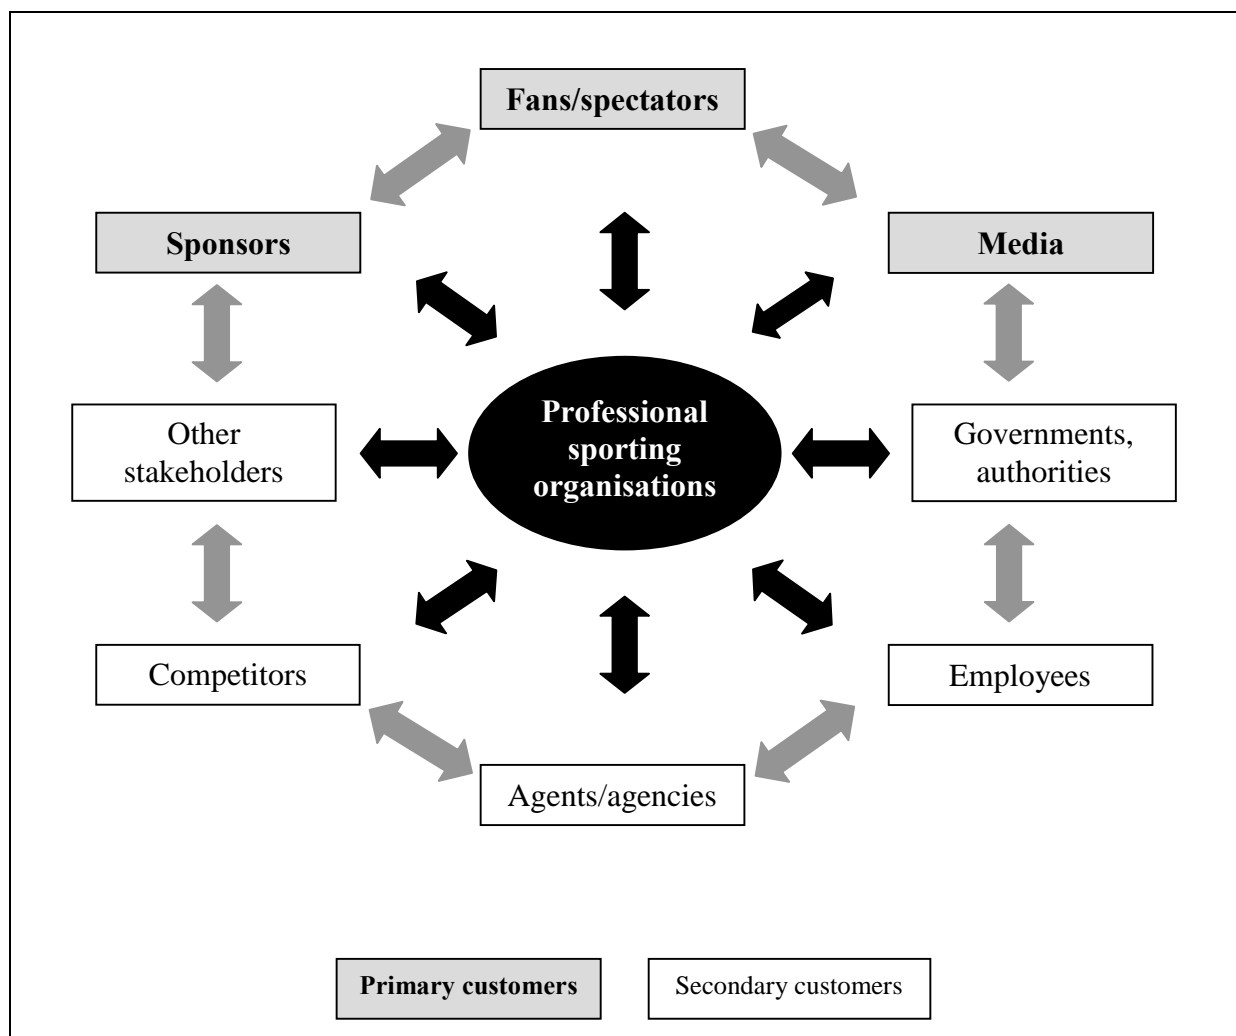 Fans/spectators
Sponsors
Media
Professional
sporting
organisations
Other
stakeholders
Governments,
authorities
Competitors
Employees
Agents/agencies
Primary customers
Secondary customers